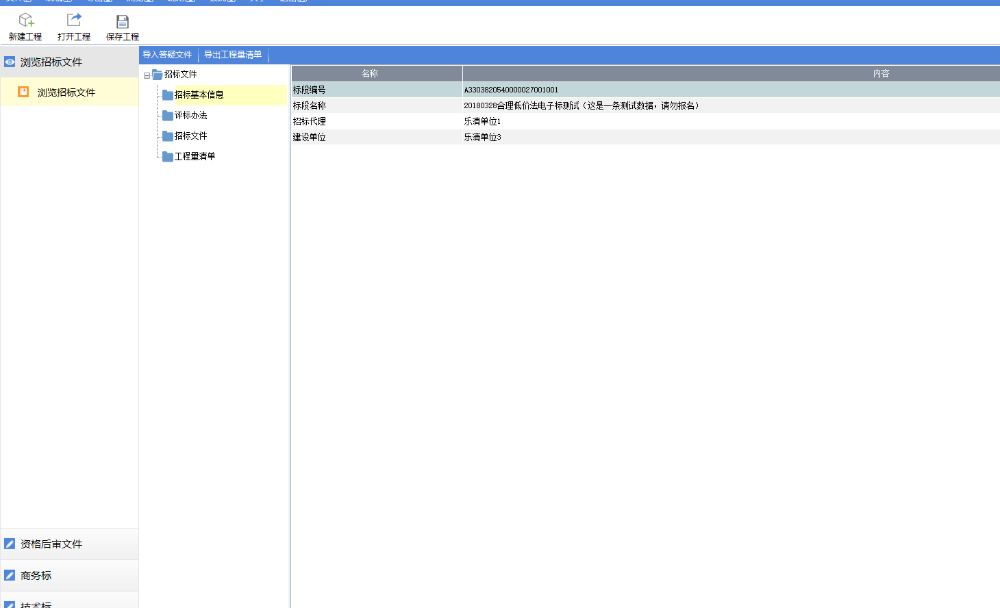 新建工程 打开工程 保存工程
浏览招标文件
浏览招标文件
资格后审文件
商务标
技术标
导入答疑文件 导出工程量清单
招标文件
招标基本信息
评标办法
招标文件
工程量清单
名称 内容
标段编号 A3303820540000027001001
标段名称 20180328合理低价法电子标测试（这是一条测试数据，请勿报名）
招标代理 乐清单位1
建设单位 乐清单位3